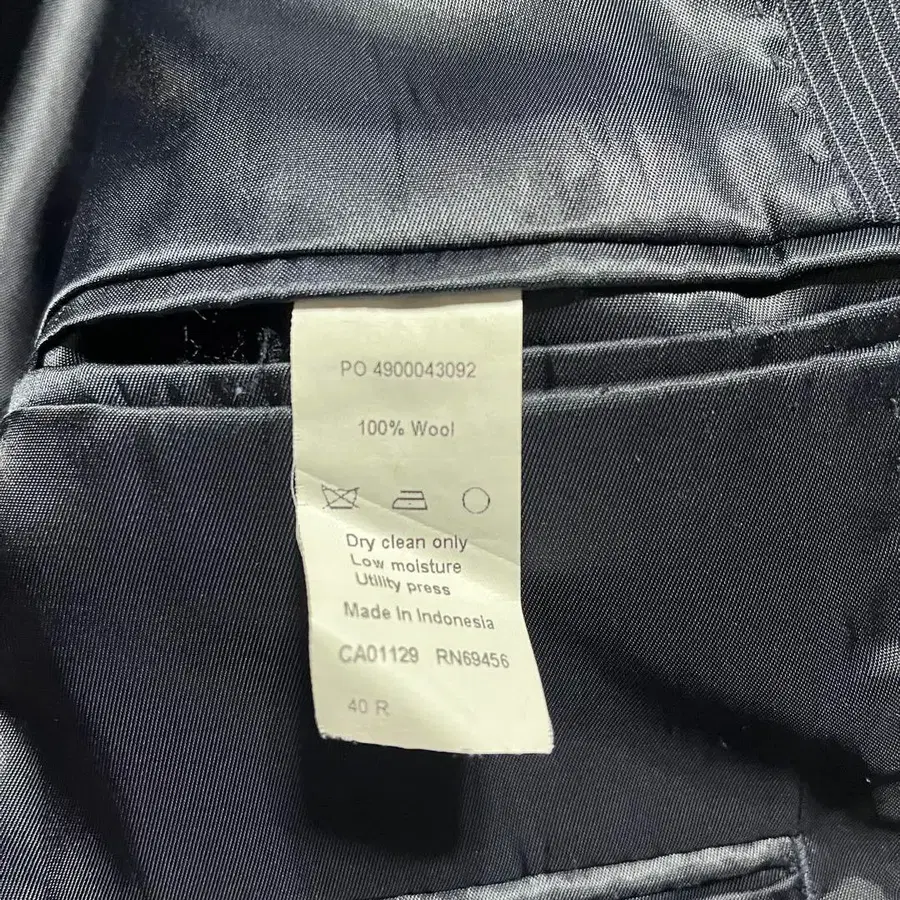 PO 4900043092
100% Wool
Dry clean only
Low moisture
Utility press
Made In Indonesia
CA01129 RN69456
40 R